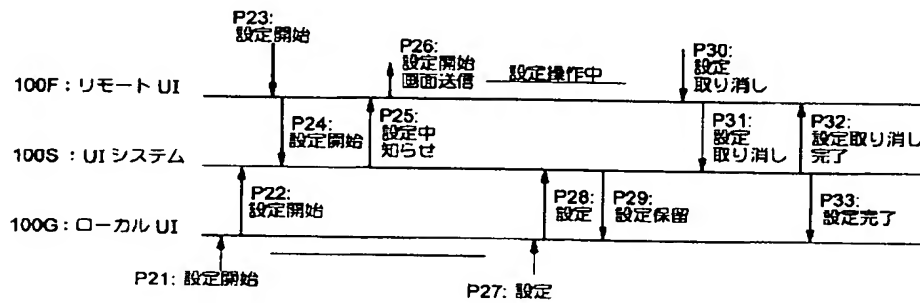 P23:
設定開始
P26:
設定開始
画面送信
設定操作中
P30:
設定
取り消し
100F：リモート UI
P24:
設定開始
P25:
設定中
知らせ
P31:
設定
取り消し
P32:
設定取り消し
完了
100S：UI システム
P22:
設定開始
P28:
設定
P29:
設定保留
P33:
設定完了
100G：ローカル UI
P21: 設定開始
P27: 設定